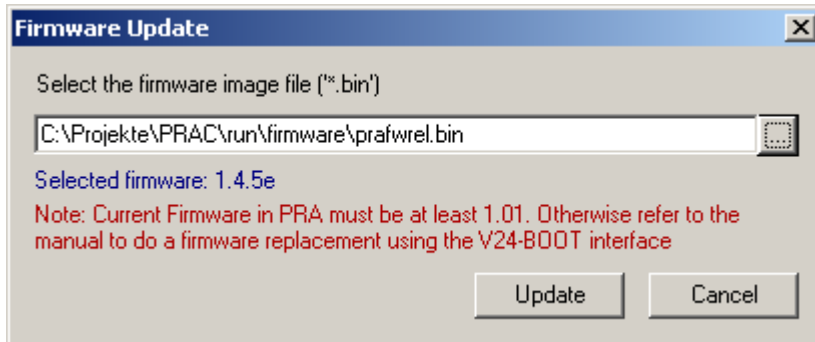 Firmware Update
Select the firmware image file ('*.bin')
C:\Projekte\PRAC\run\firmware\prafwrel.bin
...
Selected firmware: 1.4.5e
Note: Current Firmware in PRA must be at least 1.01. Otherwise refer to the
manual to do a firmware replacement using the V24-BOOT interface
Update
Cancel